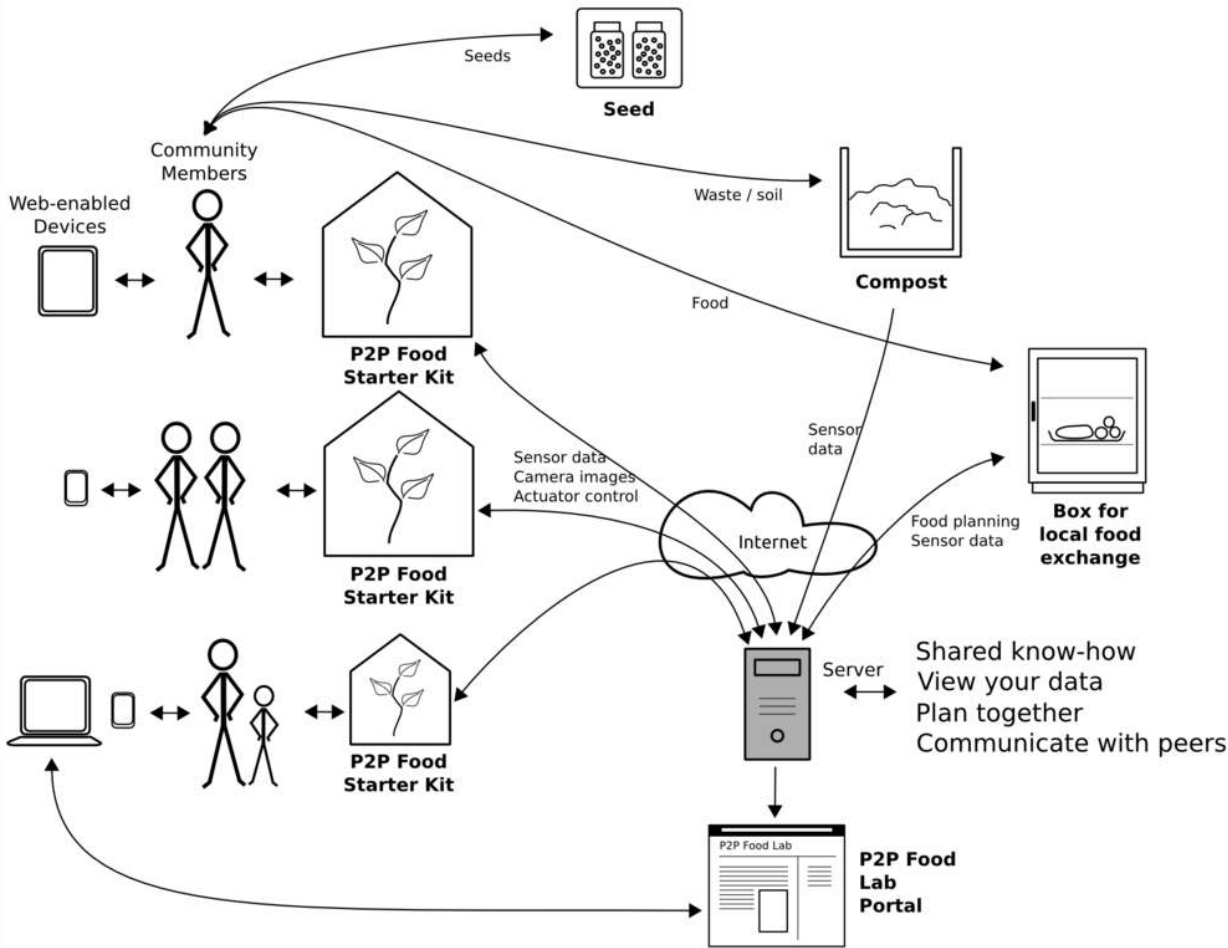 Seeds
Seed
Community
Members
Waste / soil
Web-enabled
Devices
Compost
Food
P2P Food
Starter Kit
Sensor
data
Sensor data
Camera images
Actuator control
Internet
Food planning
Sensor data
Box for
local food
exchange
P2P Food
Starter Kit
Server
Shared know-how
View your data
Plan together
Communicate with peers
P2P Food
Starter Kit
P2P Food Lab
P2P Food
Lab
Portal